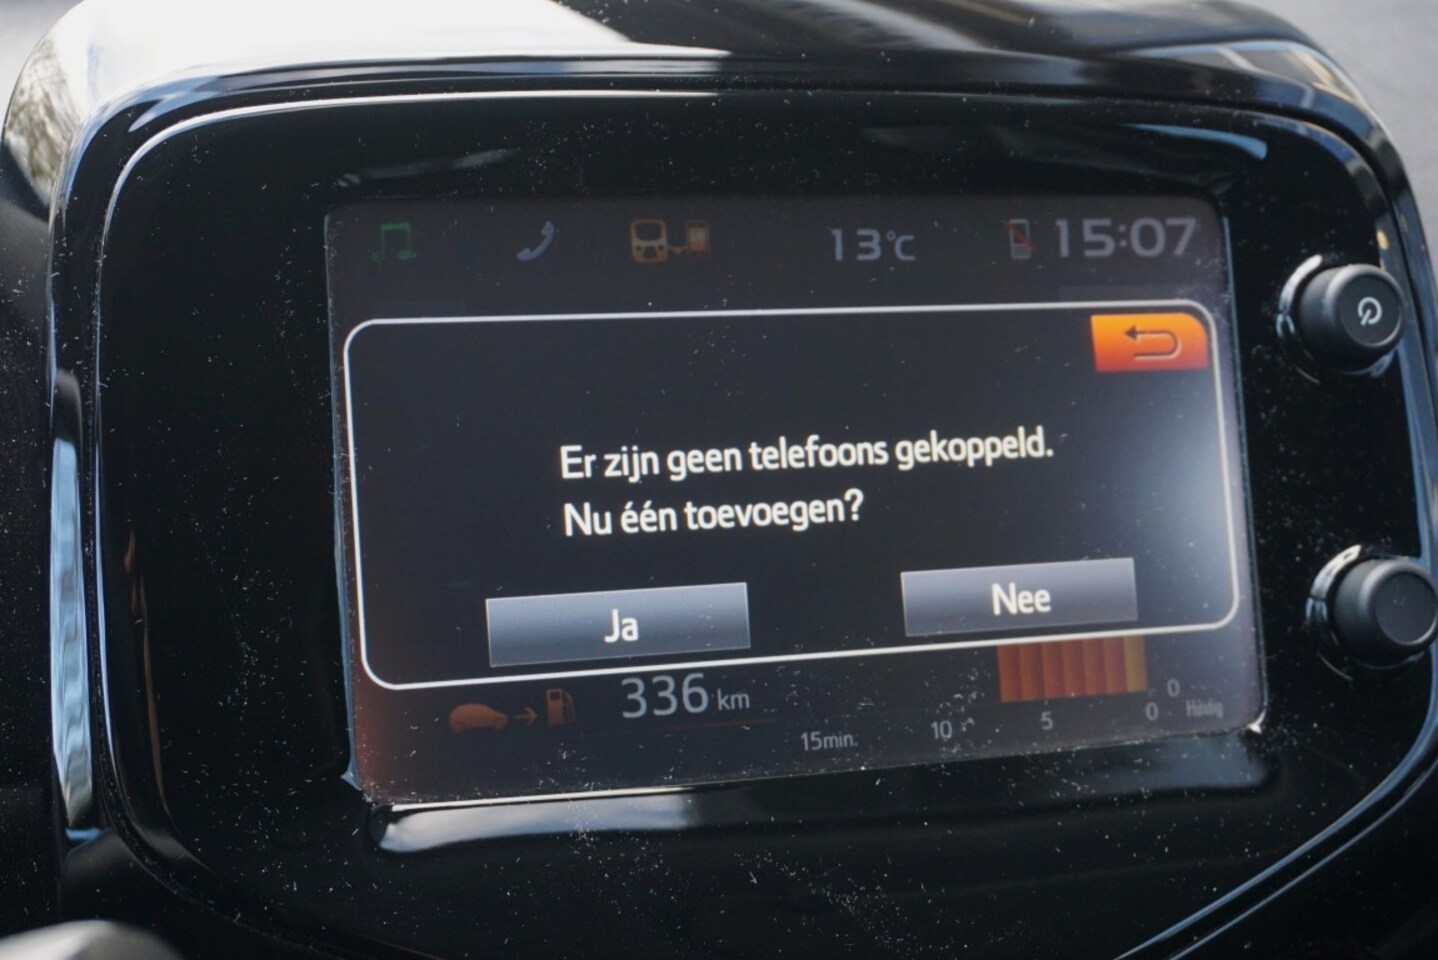 13°C 15:07
Er zijn geen telefoons gekoppeld.
Nu één toevoegen?
Ja Nee
336 km
0
15min. 10 5 0 Huidig